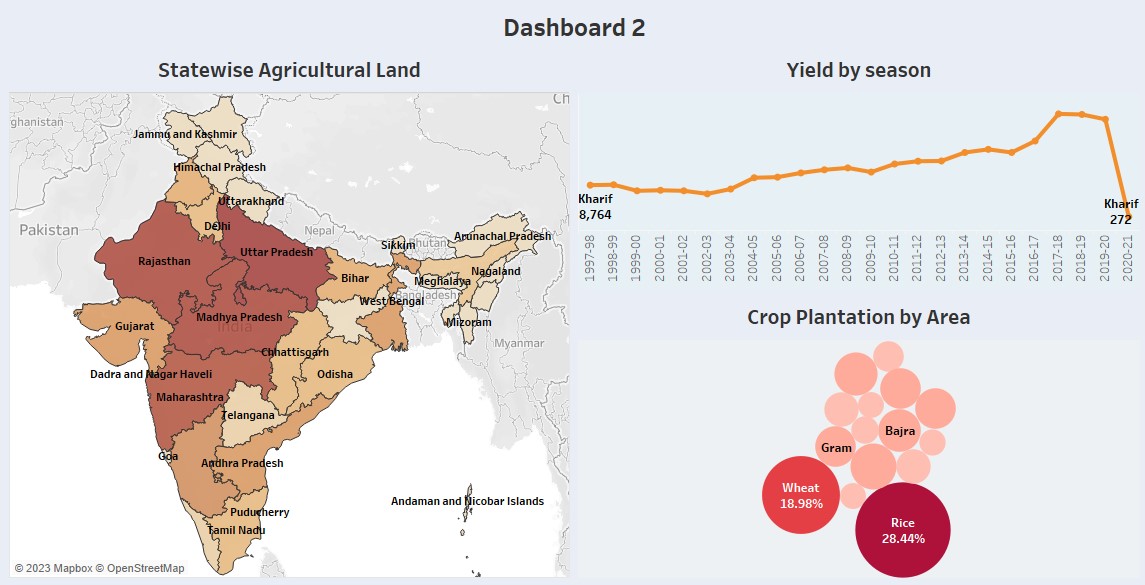 Dashboard 2
Statewise Agricultural Land
Ch
ghanistan
Jammu and Kashmir
Himachal Pradesh
Uttarakhand
Pakistan
Delhi
Nepal
Sikkim
Bhutan
Arunachal Pradesh
Rajasthan
Uttar Pradesh
Bihar
Meghalaya
Nagaland
Bangladesh
West Bengal
Gujarat
Madhya Pradesh
India
Mizoram
Myanmar
Chhattisgarh
Dadra and Nagar Haveli
Odisha
Maharashtra
Telangana
Goa
Andhra Pradesh
Andaman and Nicobar Islands
Puducherry
Tamil Nadu
© 2023 Mapbox © OpenStreetMap
Yield by season
Kharif
8,764
Kharif
272
1997-98
1998-99
1999-00
2000-01
2001-02
2002-03
2003-04
2004-05
2005-06
2006-07
2007-08
2008-09
2009-10
2010-11
2011-12
2012-13
2013-14
2014-15
2015-16
2016-17
2017-18
2018-19
2019-20
2020-21
Crop Plantation by Area
Bajra
Gram
Wheat
18.98%
Rice
28.44%